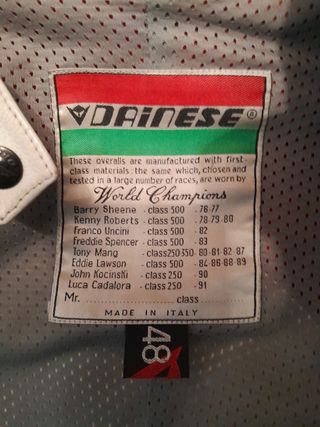 DAINESE®
These overalls are manufactured with first-
class materials: the same which, chosen and
tested in a large number of races, are worn by
World Champions
Barry Sheene - class 500 - 76-77
Kenny Roberts - class 500 - 78-79-80
Franco Uncini - class 500 - 82
Freddie Spencer - class 500 - 83
Tony Mang - class 250 350 - 80-81-82-87
Eddie Lawson - class 500 - 84-86-88-89
John Kocinski - class 250 - 90
Luca Cadalora - class 250 - 91
Mr. class
MADE IN ITALY
48